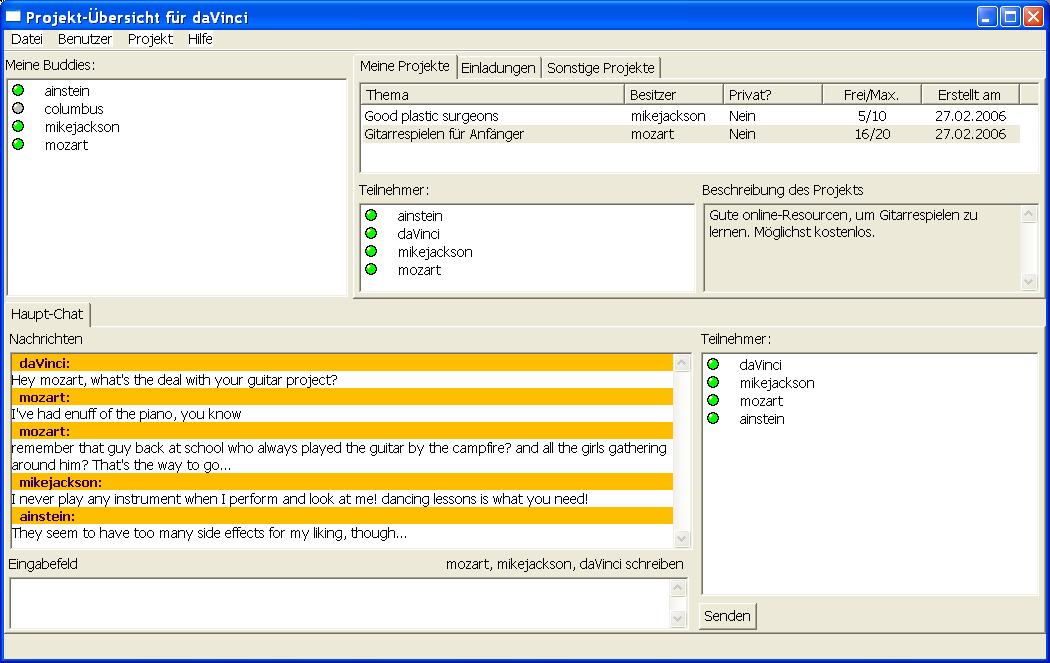 Projekt-Übersicht für daVinci
Datei Benutzer Projekt Hilfe
Meine Buddies:
ainstein
columbus
mikejackson
mozart
Meine Projekte Einladungen Sonstige Projekte
Thema Besitzer Privat? Frei/Max. Erstellt am
Good plastic surgeons mikejackson Nein 5/10 27.02.2006
Gitarrespielen für Anfänger mozart Nein 16/20 27.02.2006
Teilnehmer:
ainstein
daVinci
mikejackson
mozart
Beschreibung des Projekts
Gute online-Resourcen, um Gitarrespielen zu
lernen. Möglichst kostenlos.
Haupt-Chat
Nachrichten
daVinci:
Hey mozart, what's the deal with your guitar project?
mozart:
I've had enuff of the piano, you know
mozart:
remember that guy back at school who always played the guitar by the campfire? and all the girls gathering
around him? That's the way to go...
mikejackson:
I never play any instrument when I perform and look at me! dancing lessons is what you need!
ainstein:
They seem to have too many side effects for my liking, though...
Teilnehmer:
daVinci
mikejackson
mozart
ainstein
Eingabefeld mozart, mikejackson, daVinci schreiben
Senden